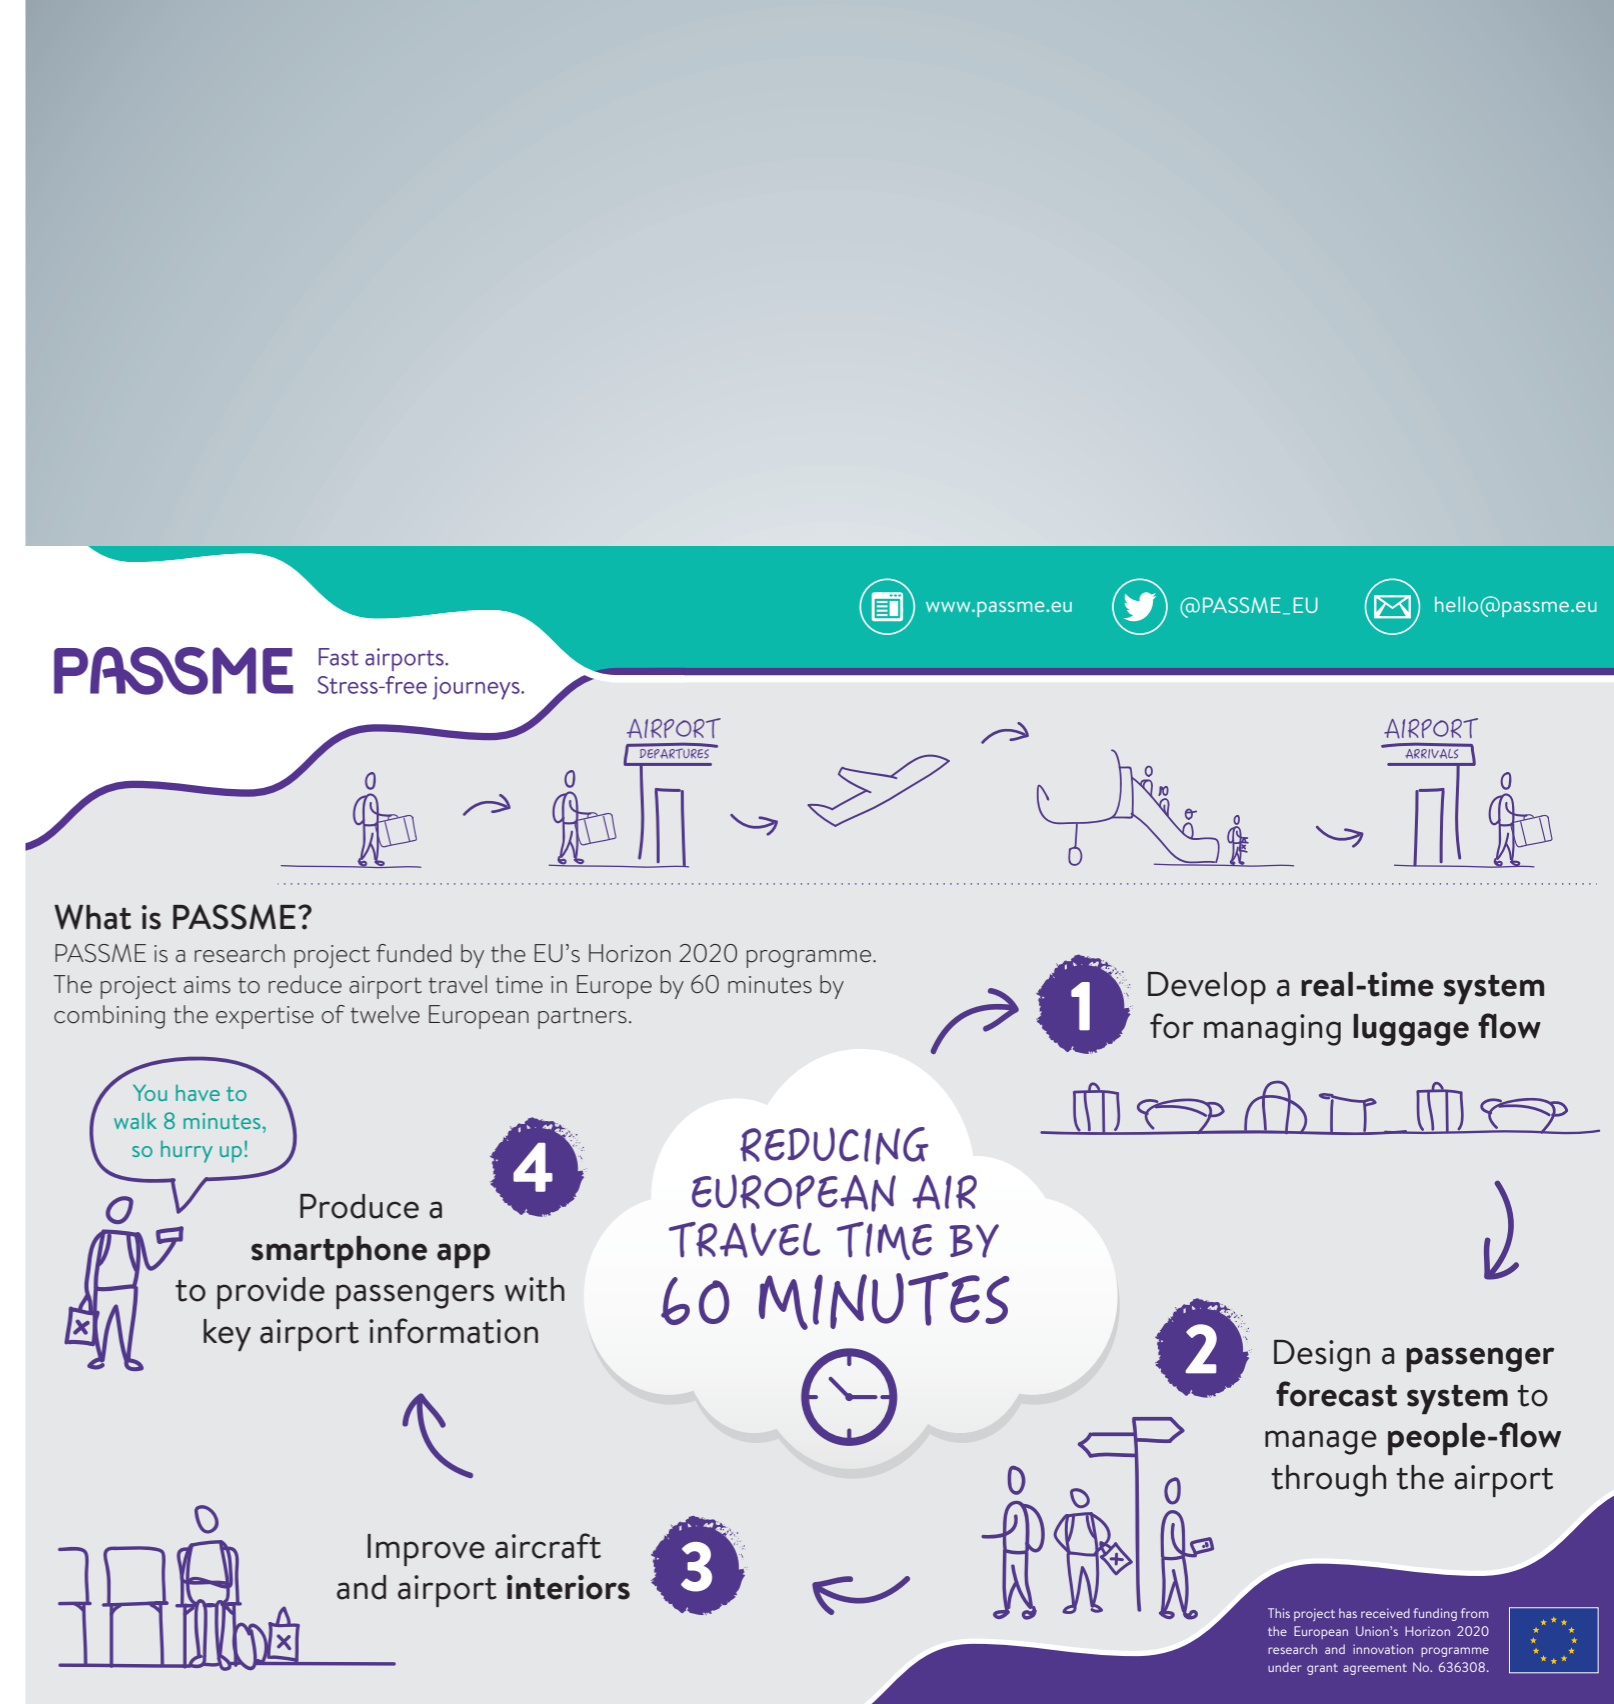 www.passme.eu
@PASSME_EU
hello@passme.eu
PASSME
Fast airports.
Stress-free journeys.
AIRPORT
DEPARTURES
AIRPORT
ARRIVALS
What is PASSME?
PASSME is a research project funded by the EU's Horizon 2020 programme.
The project aims to reduce airport travel time in Europe by 60 minutes by
combining the expertise of twelve European partners.
1
Develop a real-time system
for managing luggage flow
You have to
walk 8 minutes,
so hurry up!
4
Produce a
smartphone app
to provide passengers with
key airport information
REDUCING
EUROPEAN AIR
TRAVEL TIME BY
60 MINUTES
2
Design a passenger
forecast system to
manage people-flow
through the airport
3
Improve aircraft
and airport interiors
This project has received funding from
the European Union's Horizon 2020
research and innovation programme
under grant agreement No. 636308.